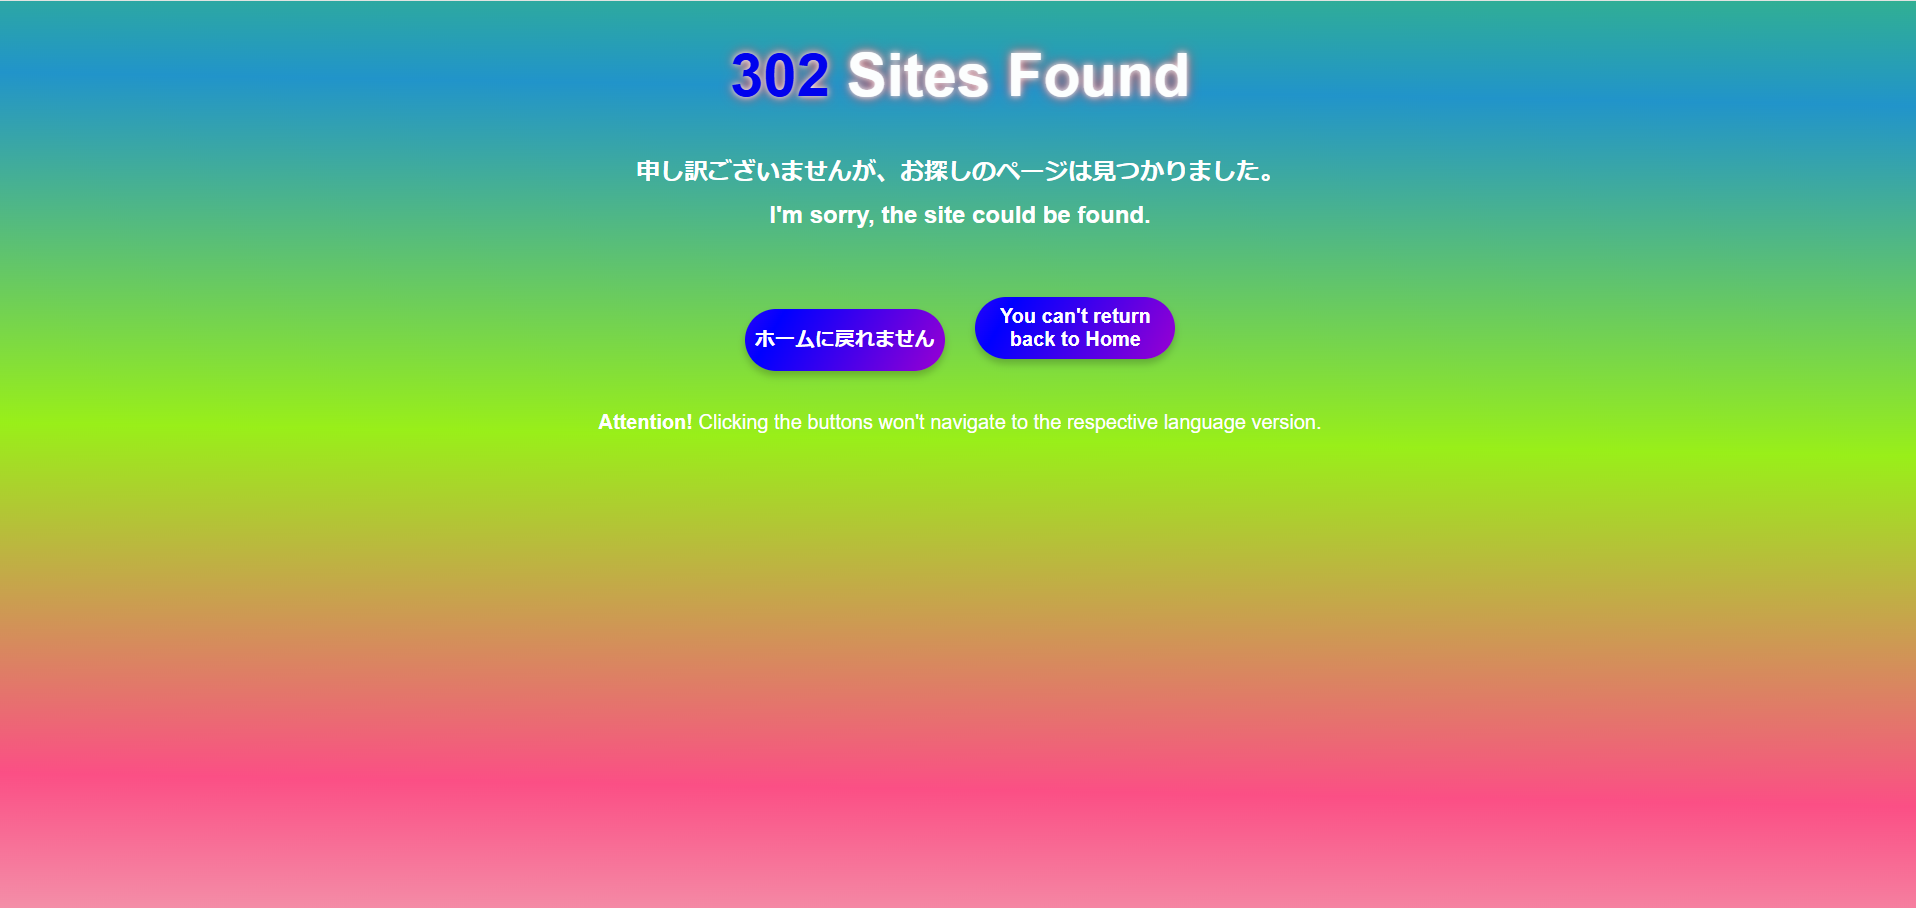 302 Sites Found
申し訳ございませんが、お探しのページは見つかりました。
I'm sorry, the site could be found.
ホームに戻れません
You can't return
back to Home
Attention! Clicking the buttons won't navigate to the respective language version.